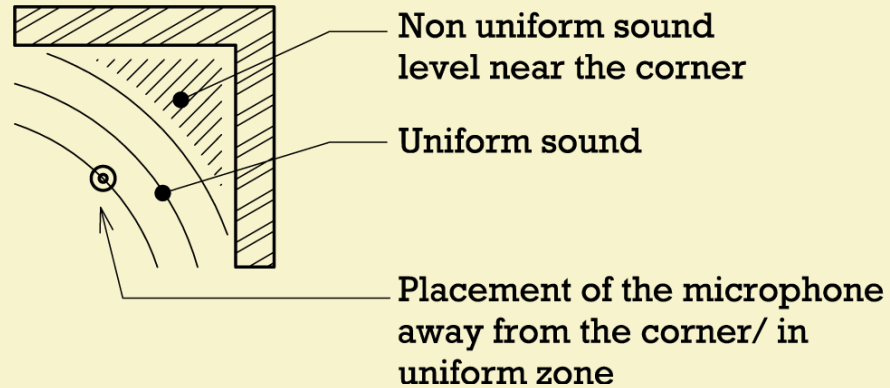 Non uniform sound
level near the corner
Uniform sound
Placement of the microphone
away from the corner/ in
uniform zone